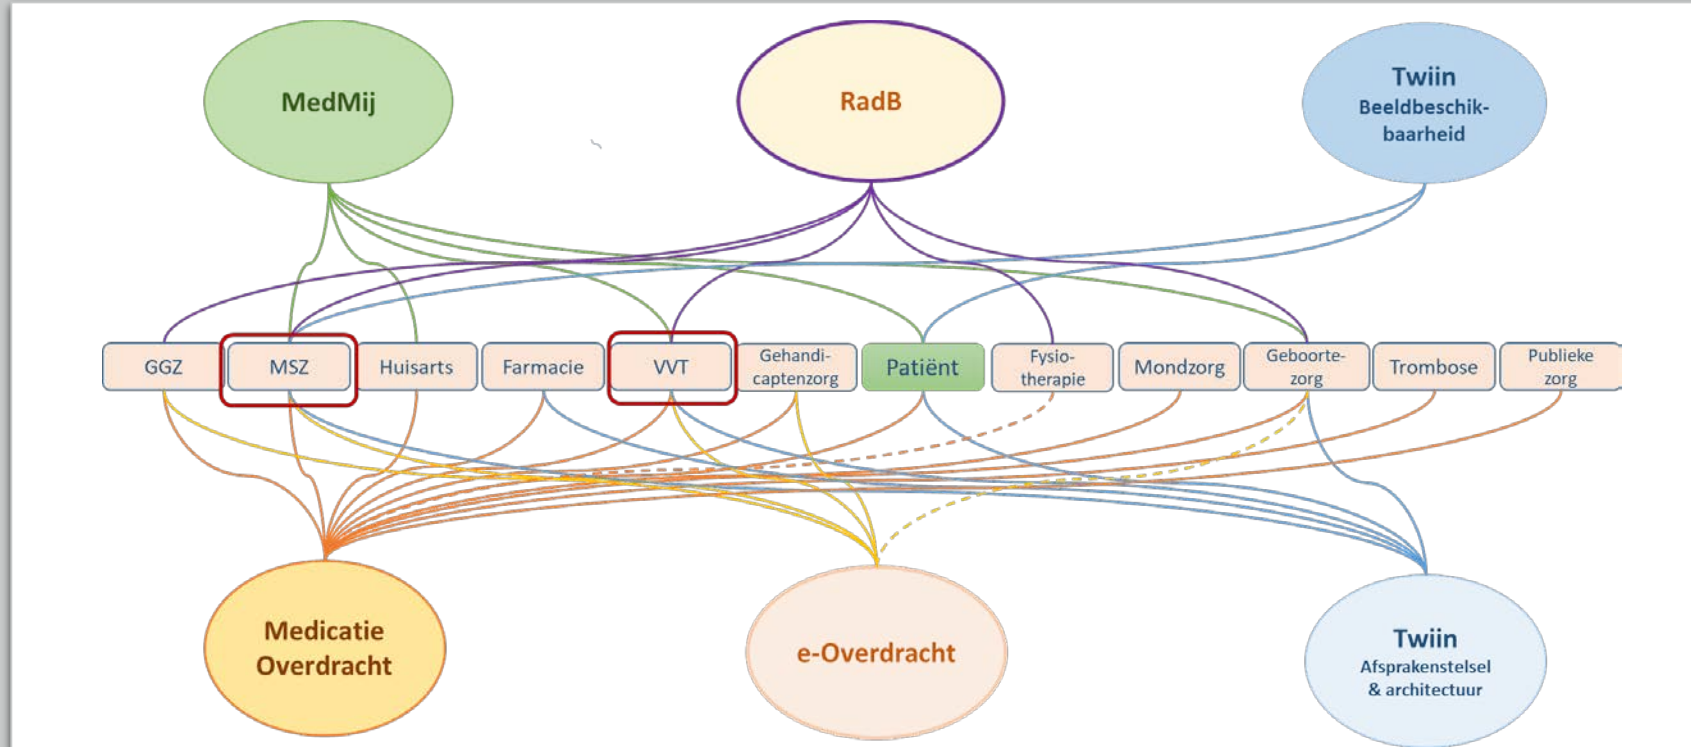 MedMij
RadB
Twiin
Beeldbeschik-
baarheid
GGZ
MSZ
Huisarts
Farmacie
VVT
Gehandi-
captenzorg
Patiënt
Fysio-
therapie
Mondzorg
Geboorte-
zorg
Trombose
Publieke
zorg
Medicatie
Overdracht
e-Overdracht
Twiin
Afsprakenstelsel
& architectuur